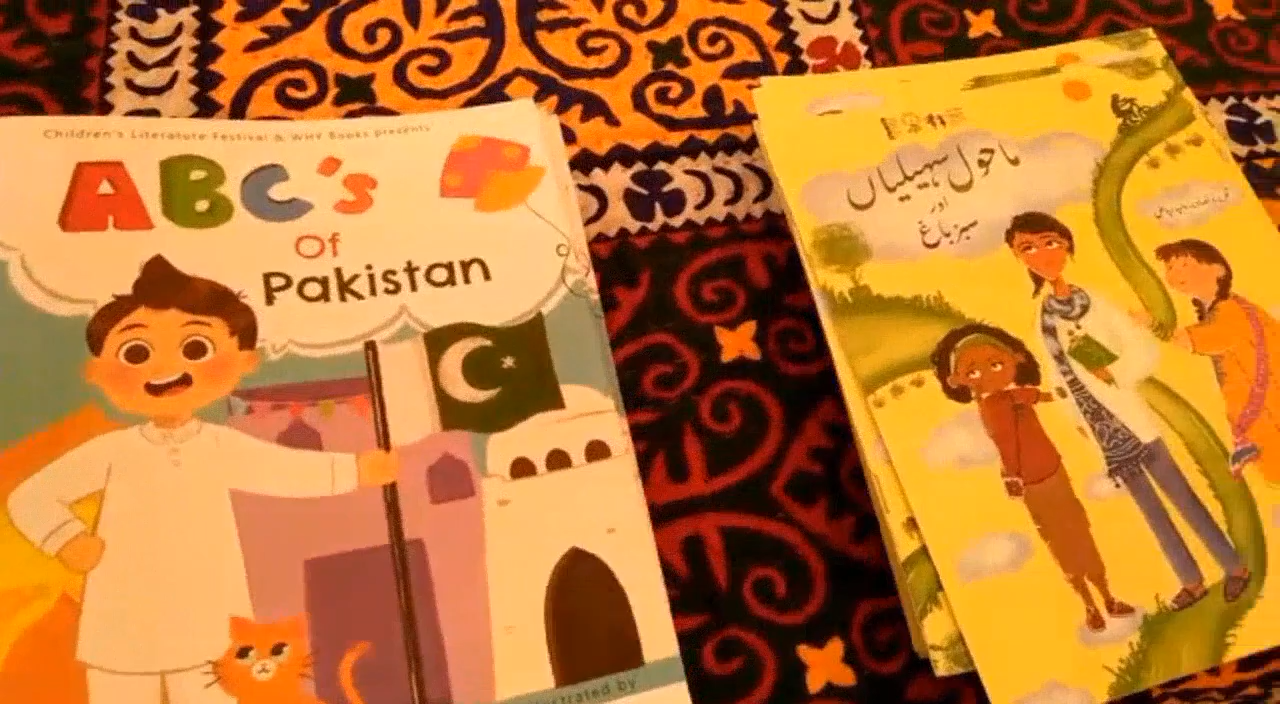 Children's Literature Festival & WHY Books presents
ABC's
Of
Pakistan
ماحول سہیلیاں
اور
سبز باغ